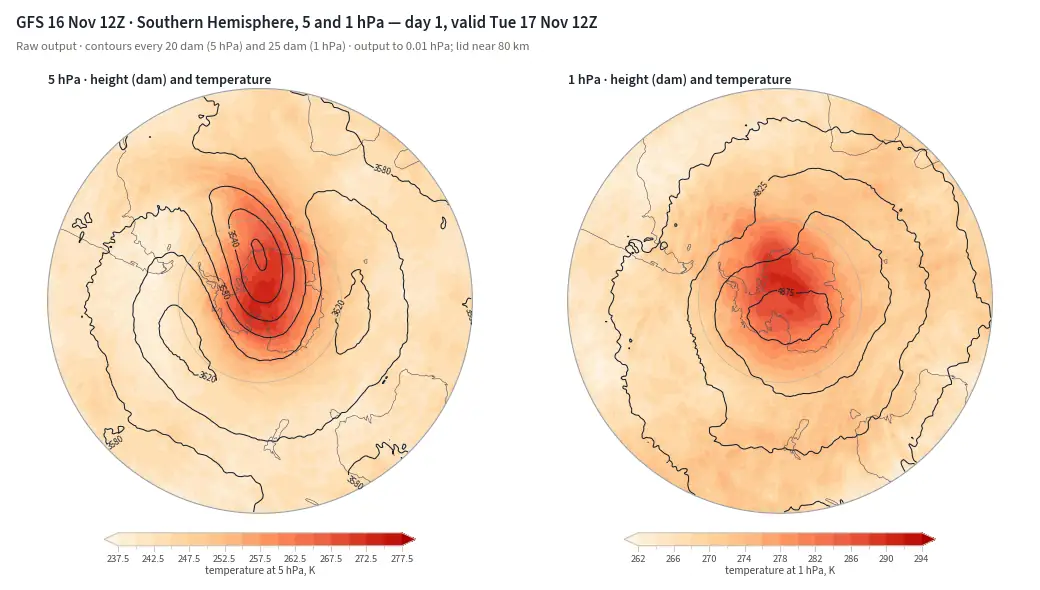 GFS 16 Nov 12Z · Southern Hemisphere, 5 and 1 hPa — day 1, valid Tue 17 Nov 12Z
Raw output · contours every 20 dam (5 hPa) and 25 dam (1 hPa) · output to 0.01 hPa; lid near 80 km
5 hPa · height (dam) and temperature
1 hPa · height (dam) and temperature
3580
3540
3580
3620
3620
3580
3580
4825
4875
237.5 242.5 247.5 252.5 257.5 262.5 267.5 272.5 277.5
temperature at 5 hPa, K
262 266 270 274 278 282 286 290 294
temperature at 1 hPa, K